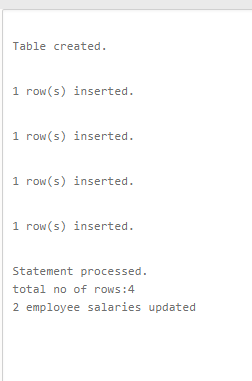 Table created.
1 row(s) inserted.
1 row(s) inserted.
1 row(s) inserted.
1 row(s) inserted.
Statement processed.
total no of rows:4
2 employee salaries updated